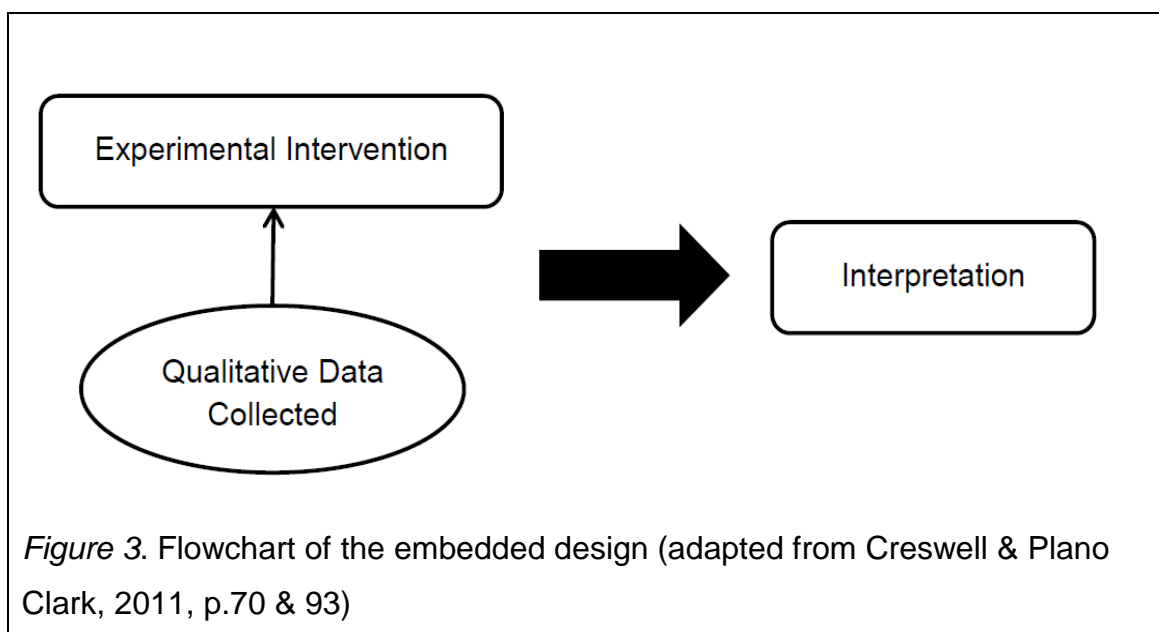 Experimental Intervention
Qualitative Data
Collected
Interpretation
Figure 3. Flowchart of the embedded design (adapted from Creswell & Plano
Clark, 2011, p.70 & 93)